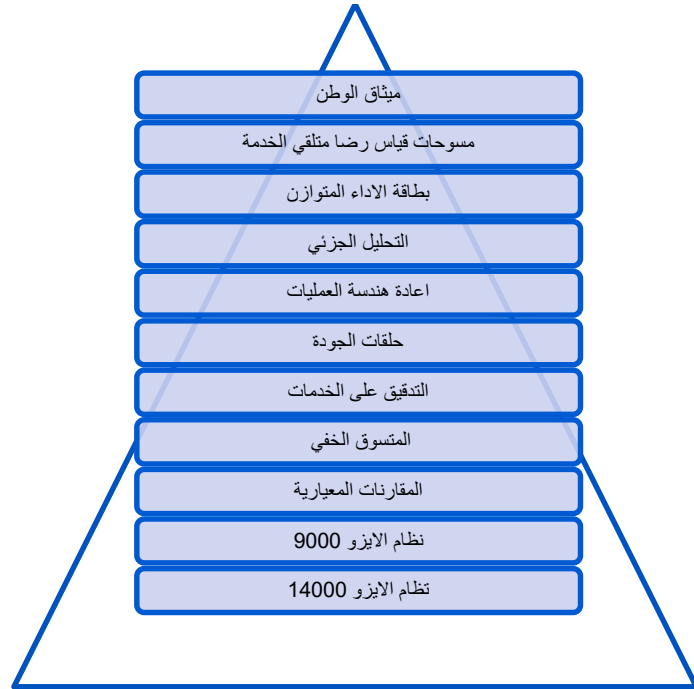 ميثاق الوطن
مسوحات قياس رضا متلقي الخدمة
بطاقة الاداء المتوازن
التحليل الجزئي
اعادة هندسة العمليات
حلقات الجودة
التدقيق على الخدمات
المتسوق الخفي
المقارنات المعيارية
نظام الايزو 9000
تظام الايزو 14000